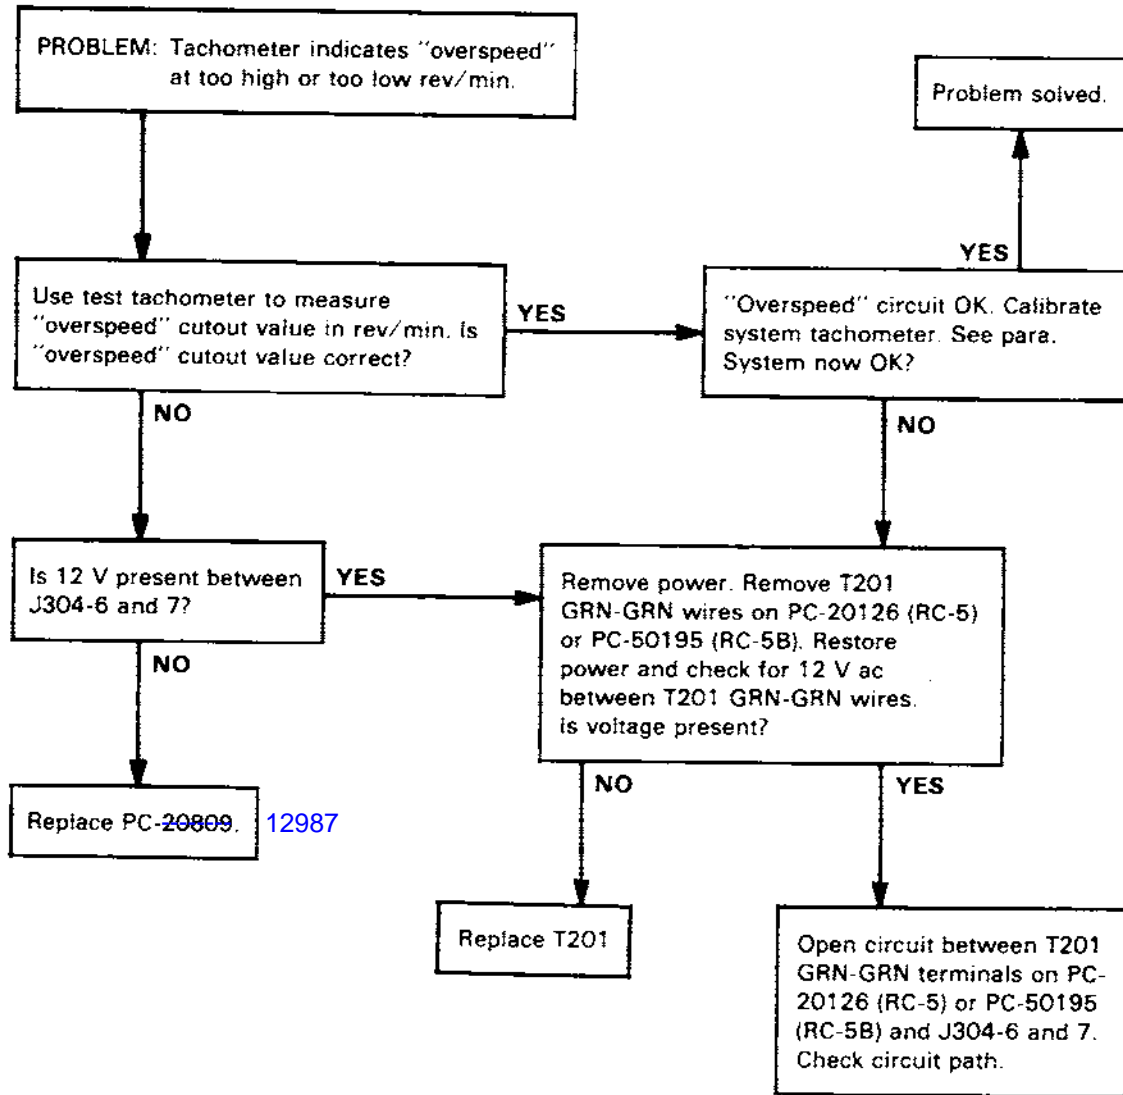 PROBLEM: Tachometer indicates "overspeed"
at too high or too low rev/min.
Problem solved.
YES
Use test tachometer to measure
"overspeed" cutout value in rev/min. Is
"overspeed" cutout value correct?
YES
"Overspeed" circuit OK. Calibrate
system tachometer. See para.
System now OK?
NO
NO
Is 12 V present between
J304-6 and 7?
YES
Remove power. Remove T201
GRN-GRN wires on PC-20126 (RC-5)
or PC-50195 (RC-5B). Restore
power and check for 12 V ac
between T201 GRN-GRN wires.
Is voltage present?
NO
NO
YES
Replace PC-20809. 12987
Replace T201
Open circuit between T201
GRN-GRN terminals on PC-
20126 (RC-5) or PC-50195
(RC-5B) and J304-6 and 7.
Check circuit path.